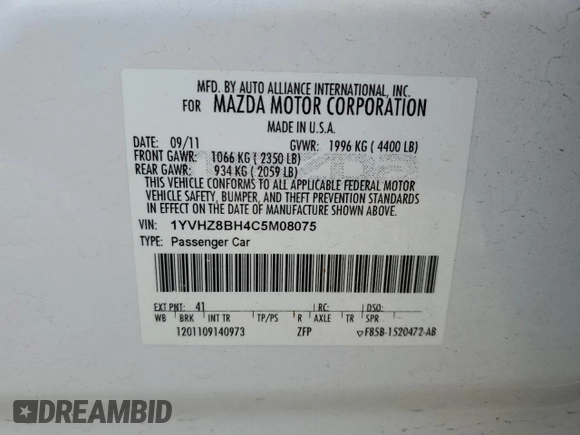 MFD. BY AUTO ALLIANCE INTERNATIONAL, INC.
FOR MAZDA MOTOR CORPORATION
MADE IN U.S.A.
DATE: 09/11 GVWR: 1996 KG ( 4400 LB)
FRONT GAWR: 1066 KG ( 2350 LB)
REAR GAWR: 934 KG ( 2059 LB)
THIS VEHICLE CONFORMS TO ALL APPLICABLE FEDERAL MOTOR
VEHICLE SAFETY, BUMPER, AND THEFT PREVENTION STANDARDS
IN EFFECT ON THE DATE OF MANUFACTURE SHOWN ABOVE.
VIN: 1YVHZ8BH4C5M08075
TYPE: Passenger Car
EXT PNT: 41 RC: DSO:
WB BRK INT TR TP/PS R AXLE TR SPR
1201109140973 ZFP ▽F85B-1520472-AB
DREAMBID